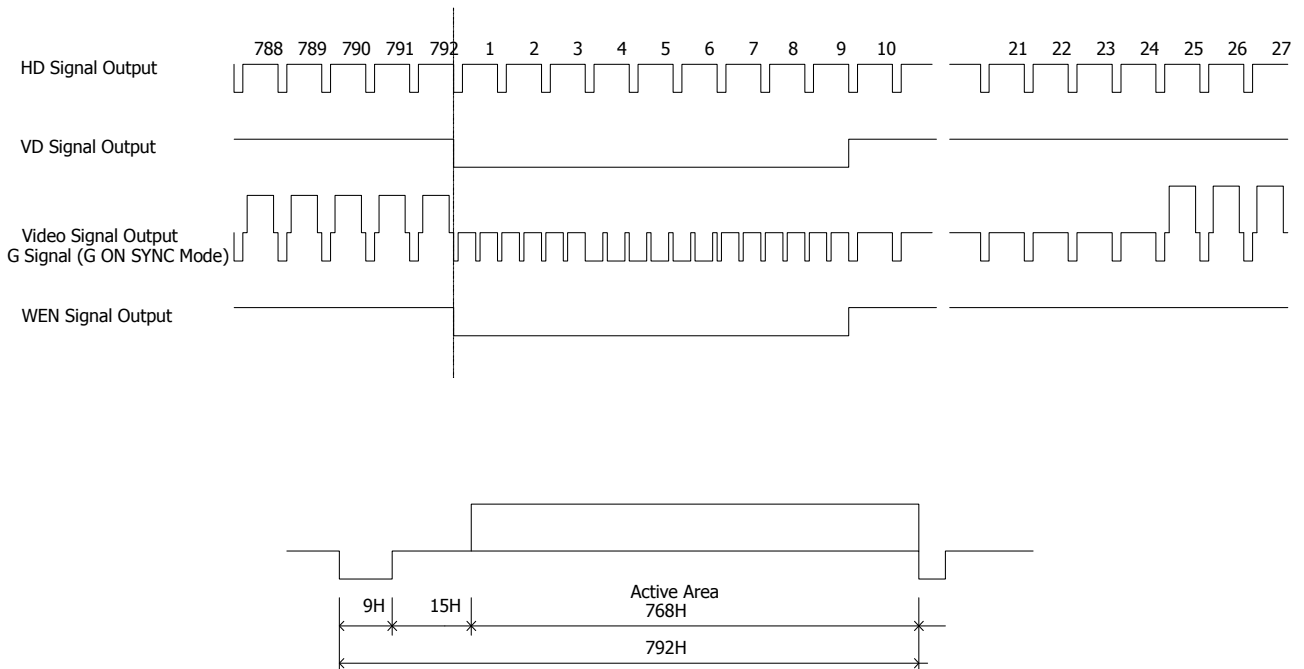 788 789 790 791 792 1 2 3 4 5 6 7 8 9 10 21 22 23 24 25 26 27
HD Signal Output
VD Signal Output
Video Signal Output
G Signal (G ON SYNC Mode)
WEN Signal Output
Active Area
9H 15H 768H
792H